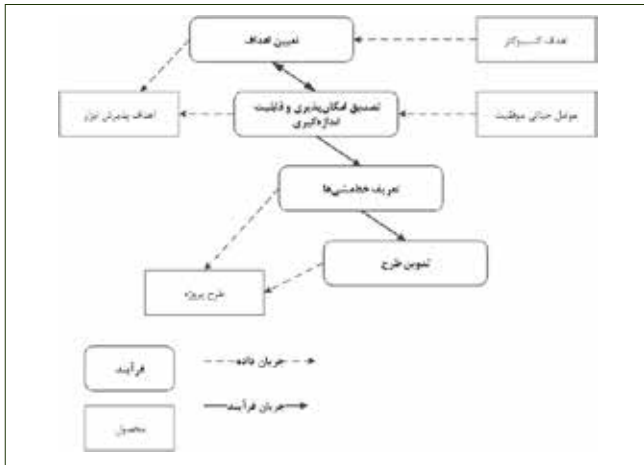 تعیین اهداف
اهداف کسب‌وکار
تصدیق امکان‌پذیری و قابلیت
اندازه‌گیری
اهداف پذیرش ابزار
عوامل حیاتی موفقیت
تعریف خط‌مشی‌ها
تدوین طرح
طرح پروژه
فرآیند
جریان داده
جریان فرآیند
محصول